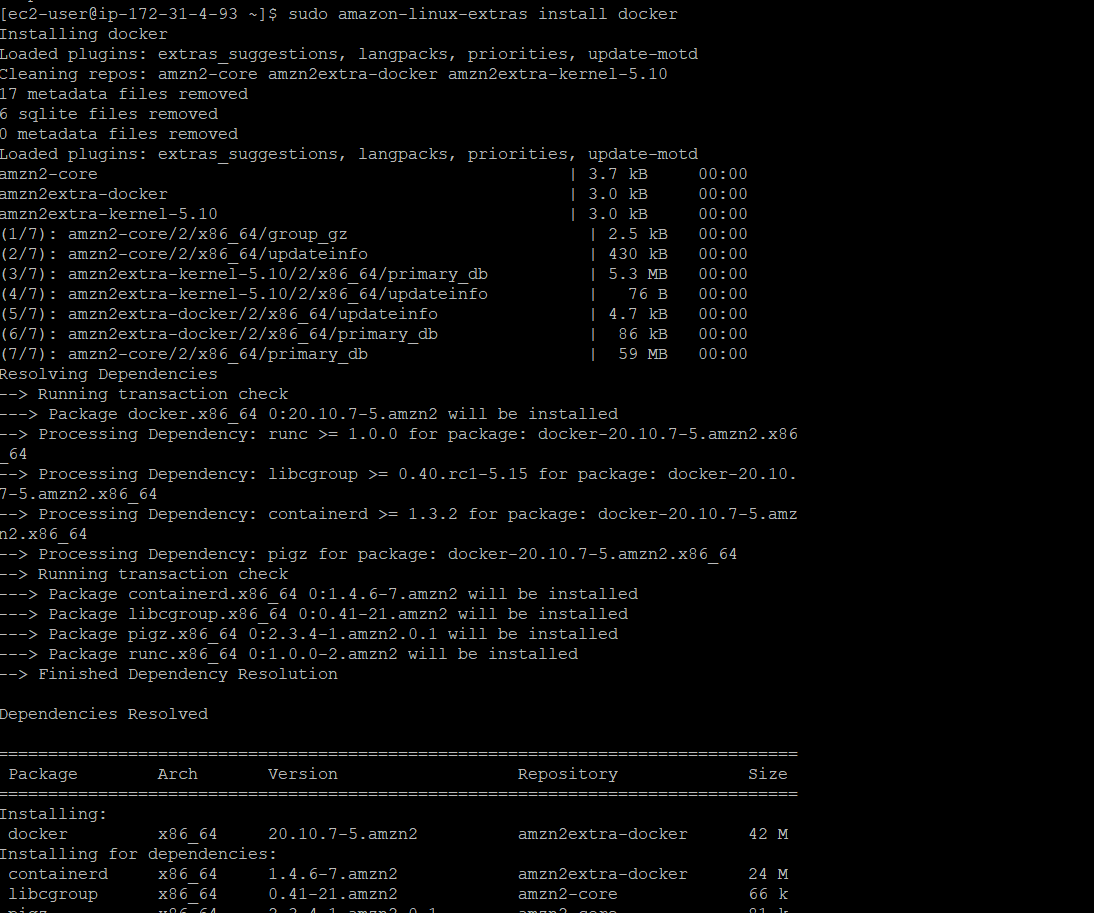 [ec2-user@ip-172-31-4-93 ~]$ sudo amazon-linux-extras install docker
Installing docker
Loaded plugins: extras_suggestions, langpacks, priorities, update-motd
Cleaning repos: amzn2-core amzn2extra-docker amzn2extra-kernel-5.10
17 metadata files removed
6 sqlite files removed
0 metadata files removed
Loaded plugins: extras_suggestions, langpacks, priorities, update-motd
amzn2-core | 3.7 kB 00:00
amzn2extra-docker | 3.0 kB 00:00
amzn2extra-kernel-5.10 | 3.0 kB 00:00
(1/7): amzn2-core/2/x86_64/group_gz | 2.5 kB 00:00
(2/7): amzn2-core/2/x86_64/updateinfo | 430 kB 00:00
(3/7): amzn2extra-kernel-5.10/2/x86_64/primary_db | 5.3 MB 00:00
(4/7): amzn2extra-kernel-5.10/2/x86_64/updateinfo | 76 B 00:00
(5/7): amzn2extra-docker/2/x86_64/updateinfo | 4.7 kB 00:00
(6/7): amzn2extra-docker/2/x86_64/primary_db | 86 kB 00:00
(7/7): amzn2-core/2/x86_64/primary_db | 59 MB 00:00
Resolving Dependencies
--> Running transaction check
---> Package docker.x86_64 0:20.10.7-5.amzn2 will be installed
--> Processing Dependency: runc >= 1.0.0 for package: docker-20.10.7-5.amzn2.x86
_64
--> Processing Dependency: libcgroup >= 0.40.rc1-5.15 for package: docker-20.10.
7-5.amzn2.x86_64
--> Processing Dependency: containerd >= 1.3.2 for package: docker-20.10.7-5.amz
n2.x86_64
--> Processing Dependency: pigz for package: docker-20.10.7-5.amzn2.x86_64
--> Running transaction check
---> Package containerd.x86_64 0:1.4.6-7.amzn2 will be installed
---> Package libcgroup.x86_64 0:0.41-21.amzn2 will be installed
---> Package pigz.x86_64 0:2.3.4-1.amzn2.0.1 will be installed
---> Package runc.x86_64 0:1.0.0-2.amzn2 will be installed
--> Finished Dependency Resolution
Dependencies Resolved
================================================================================
Package Arch Version Repository Size
================================================================================
Installing:
docker x86_64 20.10.7-5.amzn2 amzn2extra-docker 42 M
Installing for dependencies:
containerd x86_64 1.4.6-7.amzn2 amzn2extra-docker 24 M
libcgroup x86_64 0.41-21.amzn2 amzn2-core 66 k
pigz x86_64 2.3.4-1.amzn2.0.1 amzn2-core 81 k